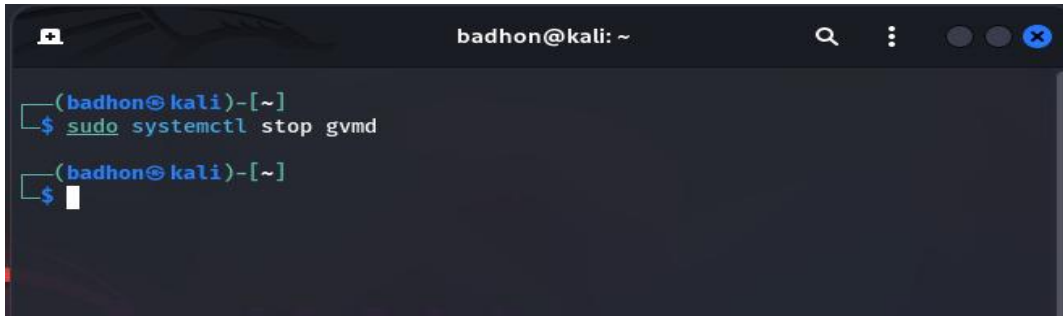 badhon@kali: ~
┌──(badhon㉿kali)-[~]
└─$ sudo systemctl stop gvmd
┌──(badhon㉿kali)-[~]
└─$